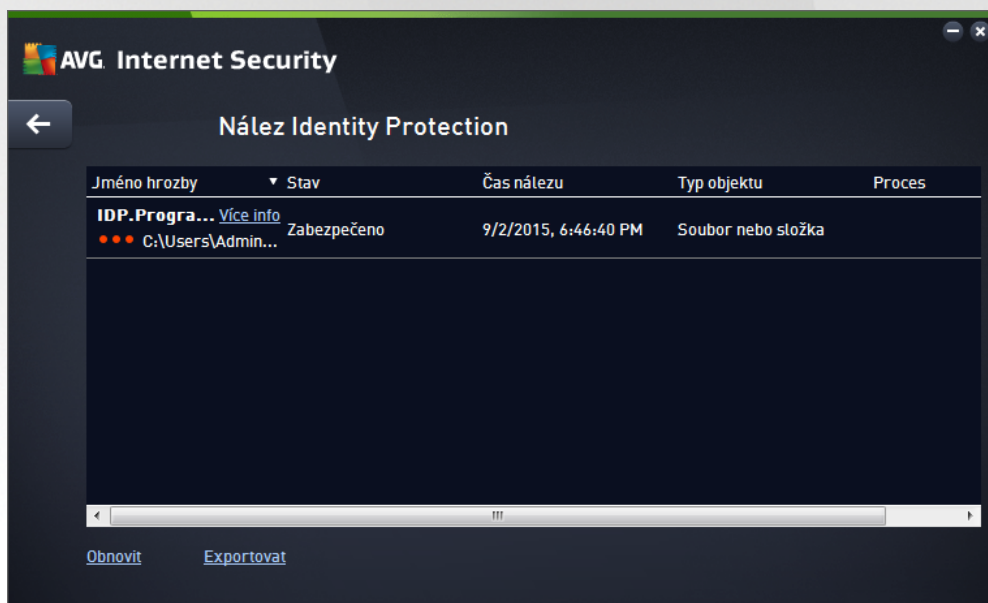 AVG. Internet Security
Nález Identity Protection
Jméno hrozby Stav Čas nálezu Typ objektu Proces
IDP.Progra... Více info
C:\Users\Admin...
Zabezpečeno 9/2/2015, 6:46:40 PM Soubor nebo složka
Obnovit Exportovat